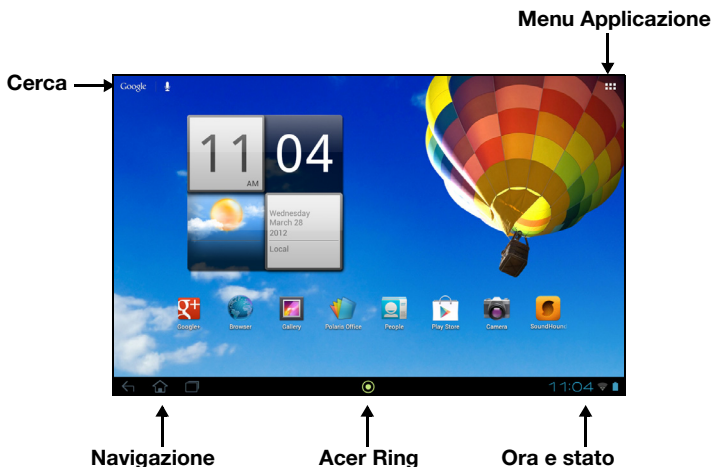 Menu Applicazione
Cerca
Google
11 04
AM
Wednesday
March 28
2012
Local
Google+ Browser Gallery Polaris Office People Play Store Camera SoundHound
11:04
Navigazione Acer Ring Ora e stato